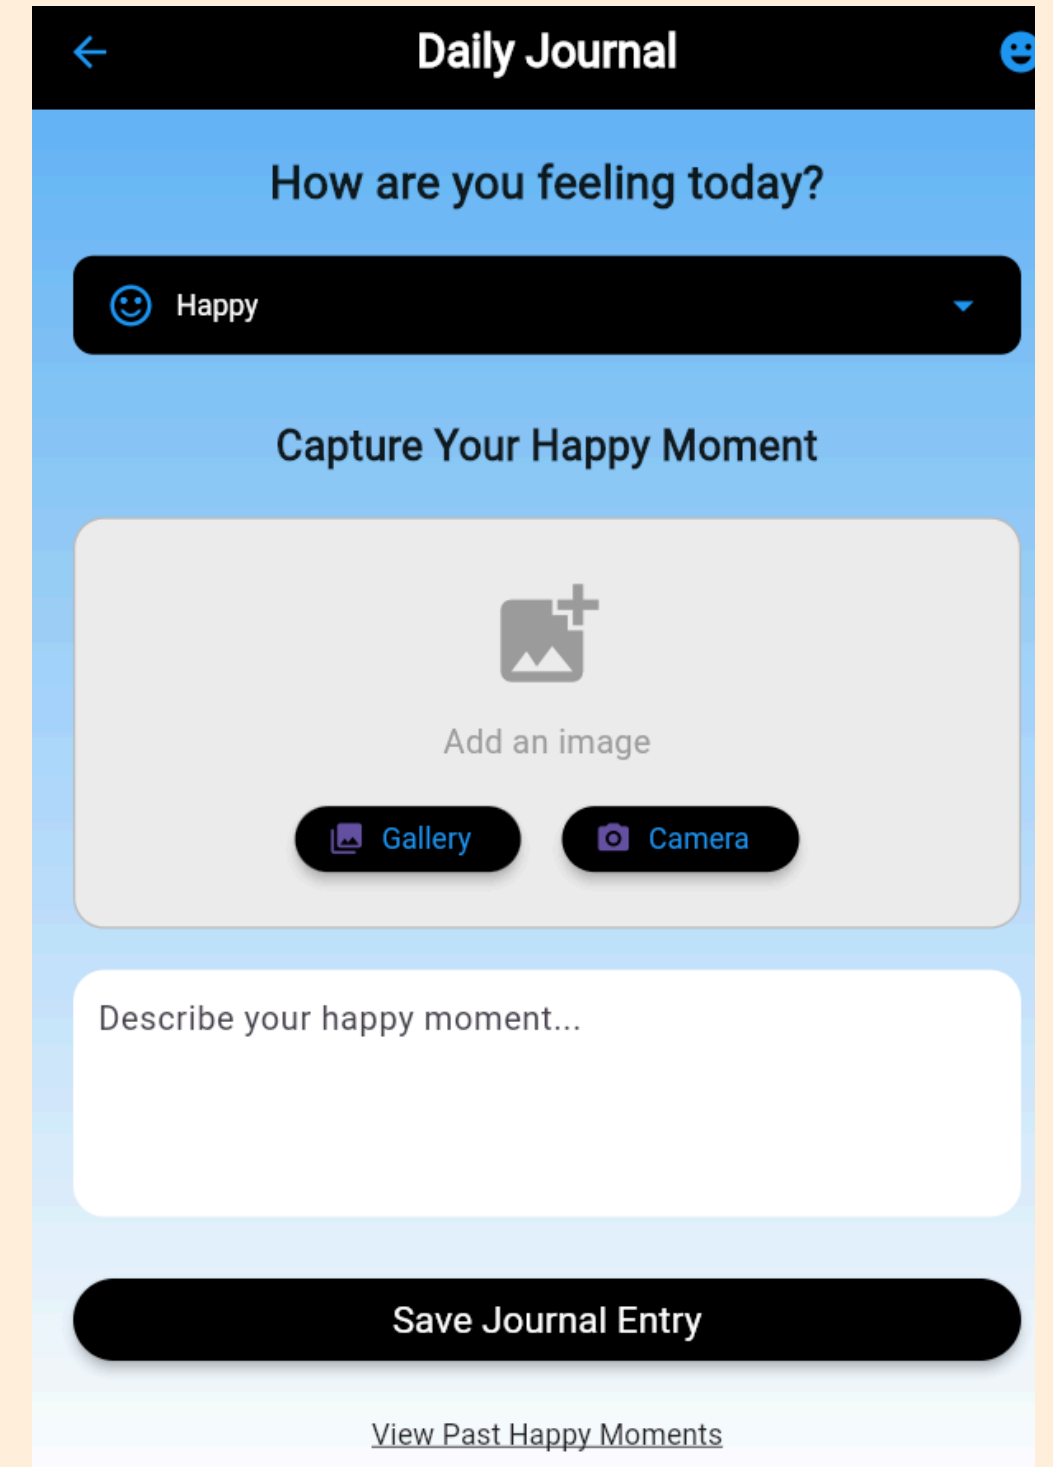 Daily Journal
How are you feeling today?
Happy
Capture Your Happy Moment
Add an image
Gallery
Camera
Describe your happy moment...
Save Journal Entry
View Past Happy Moments